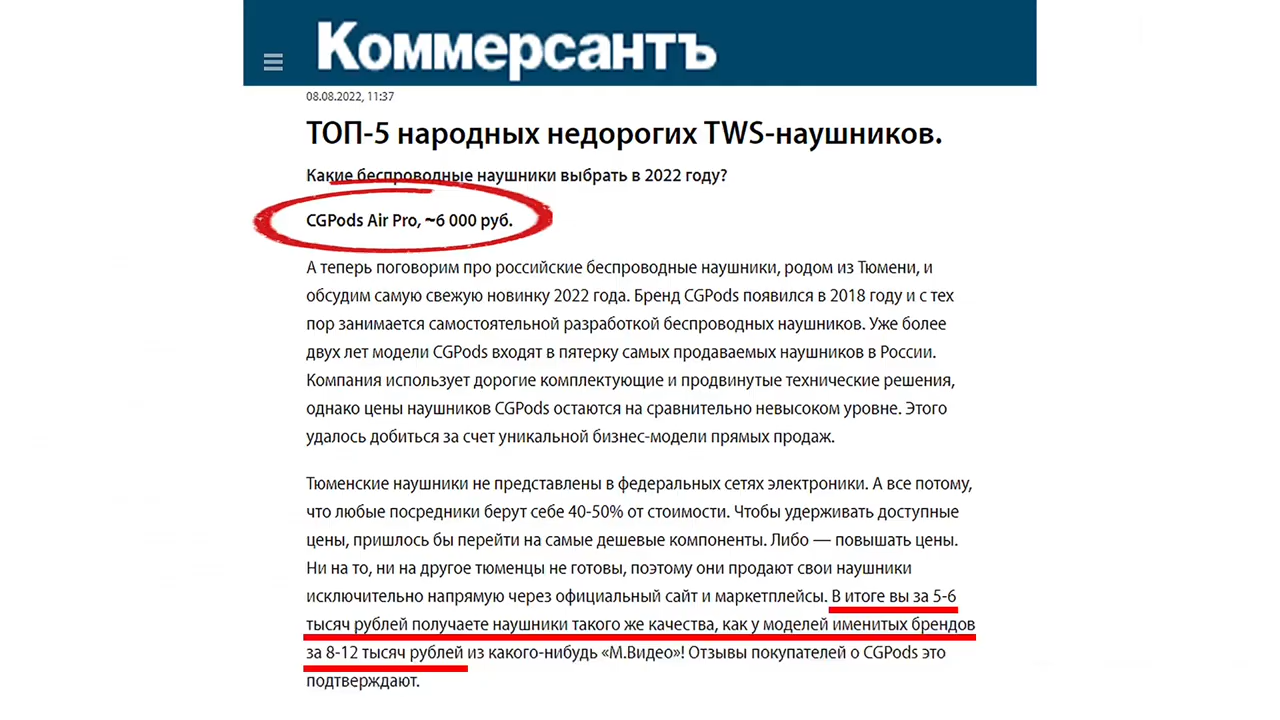 Коммерсантъ
08.08.2022, 11:37
ТОП-5 народных недорогих TWS-наушников.
Какие беспроводные наушники выбрать в 2022 году?
CGPods Air Pro, ~6 000 руб.
А теперь поговорим про российские беспроводные наушники, родом из Тюмени, и
обсудим самую свежую новинку 2022 года. Бренд CGPods появился в 2018 году и с тех
пор занимается самостоятельной разработкой беспроводных наушников. Уже более
двух лет модели CGPods входят в пятерку самых продаваемых наушников в России.
Компания использует дорогие комплектующие и продвинутые технические решения,
однако цены наушников CGPods остаются на сравнительно невысоком уровне. Этого
удалось добиться за счет уникальной бизнес-модели прямых продаж.
Тюменские наушники не представлены в федеральных сетях электроники. А все потому,
что любые посредники берут себе 40-50% от стоимости. Чтобы удерживать доступные
цены, пришлось бы перейти на самые дешевые компоненты. Либо — повышать цены.
Ни на то, ни на другое тюменцы не готовы, поэтому они продают свои наушники
исключительно напрямую через официальный сайт и маркетплейсы. В итоге вы за 5-6
тысяч рублей получаете наушники такого же качества, как у моделей именитых брендов
за 8-12 тысяч рублей из какого-нибудь «М.Видео»! Отзывы покупателей о CGPods это
подтверждают.